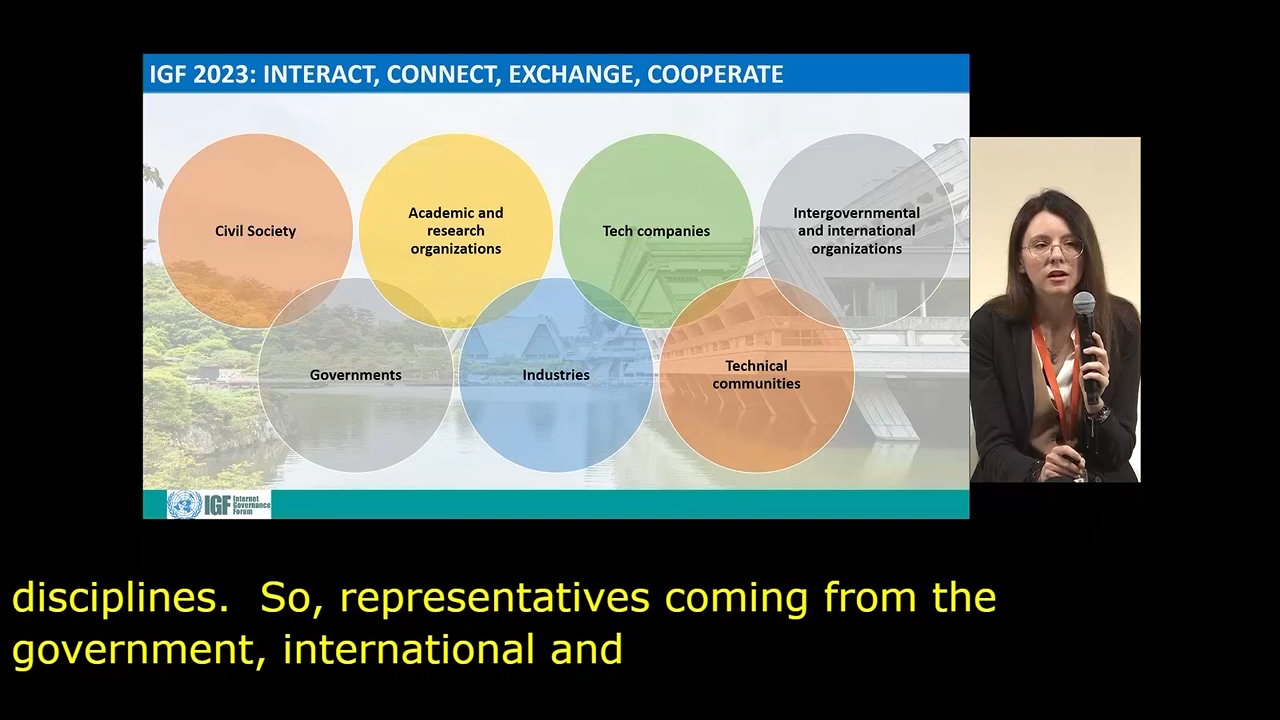 IGF 2023: INTERACT, CONNECT, EXCHANGE, COOPERATE
Civil Society
Academic and
research
organizations
Tech companies
Intergovernmental
and international
organizations
Governments
Industries
Technical
communities
IGF
Internet
Governance
Forum
disciplines.  So, representatives coming from the
government, international and